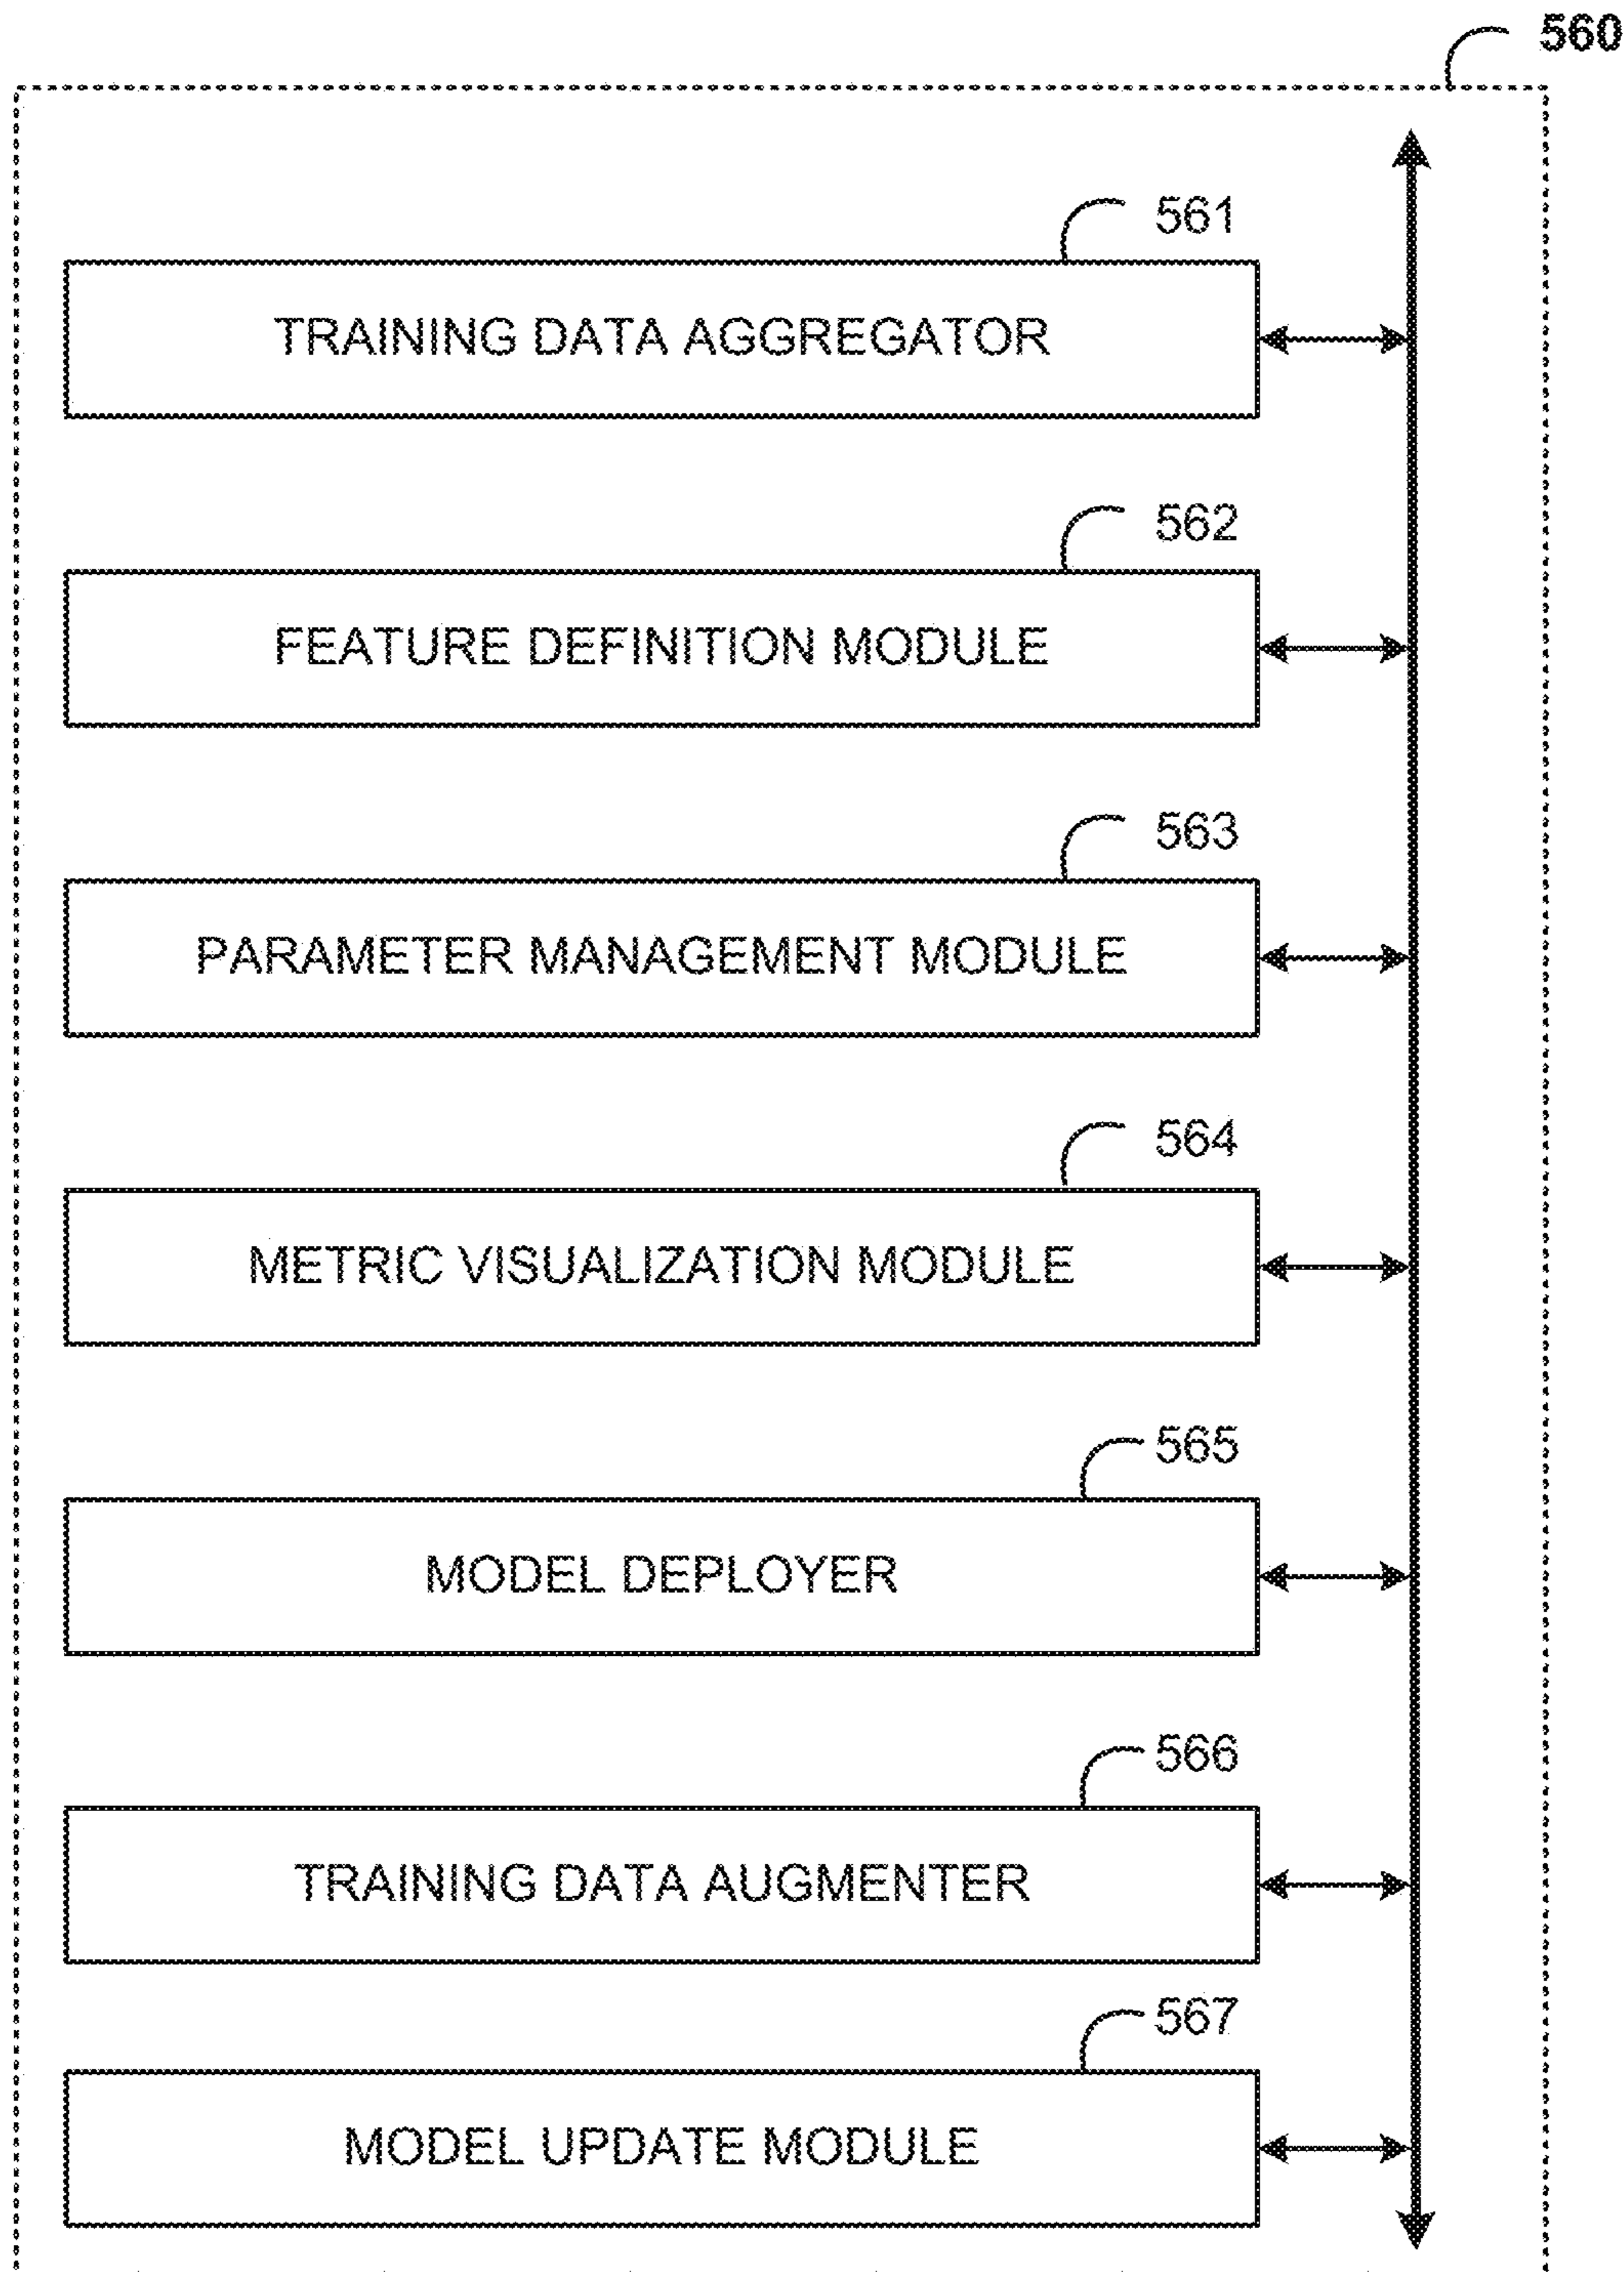 560
561
TRAINING DATA AGGREGATOR
562
FEATURE DEFINITION MODULE
563
PARAMETER MANAGEMENT MODULE
564
METRIC VISUALIZATION MODULE
565
MODEL DEPLOYER
566
TRAINING DATA AUGMENTER
567
MODEL UPDATE MODULE